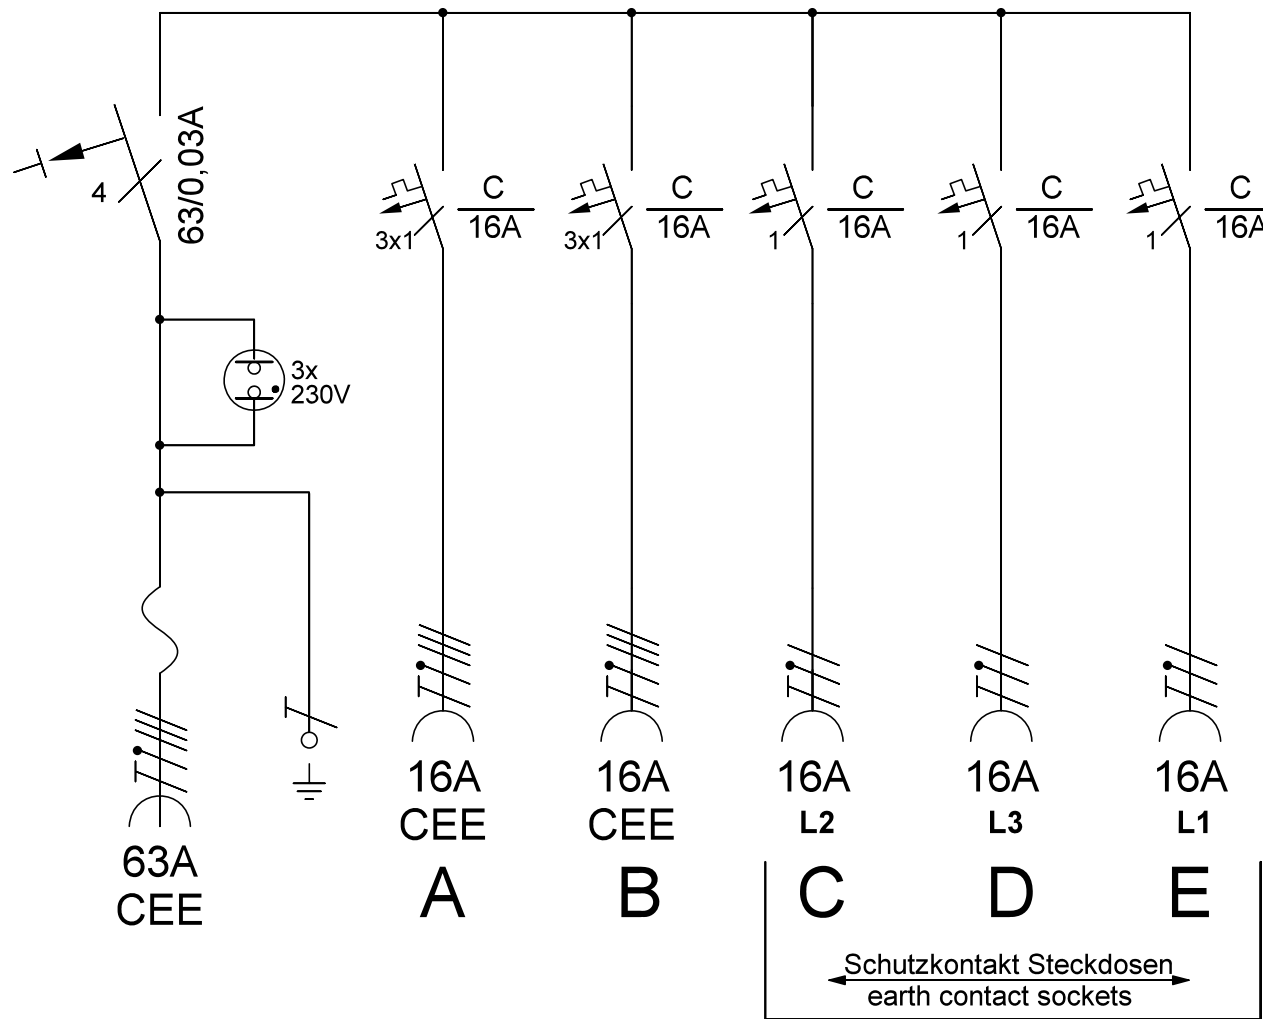 63/0,03A
4
C
16A
3x1
C
16A
3x1
C
16A
1
C
16A
1
C
16A
1
3x
230V
63A
CEE
16A
CEE
A
16A
CEE
B
16A
L2
C
16A
L3
D
16A
L1
E
Schutzkontakt Steckdosen
earth contact sockets